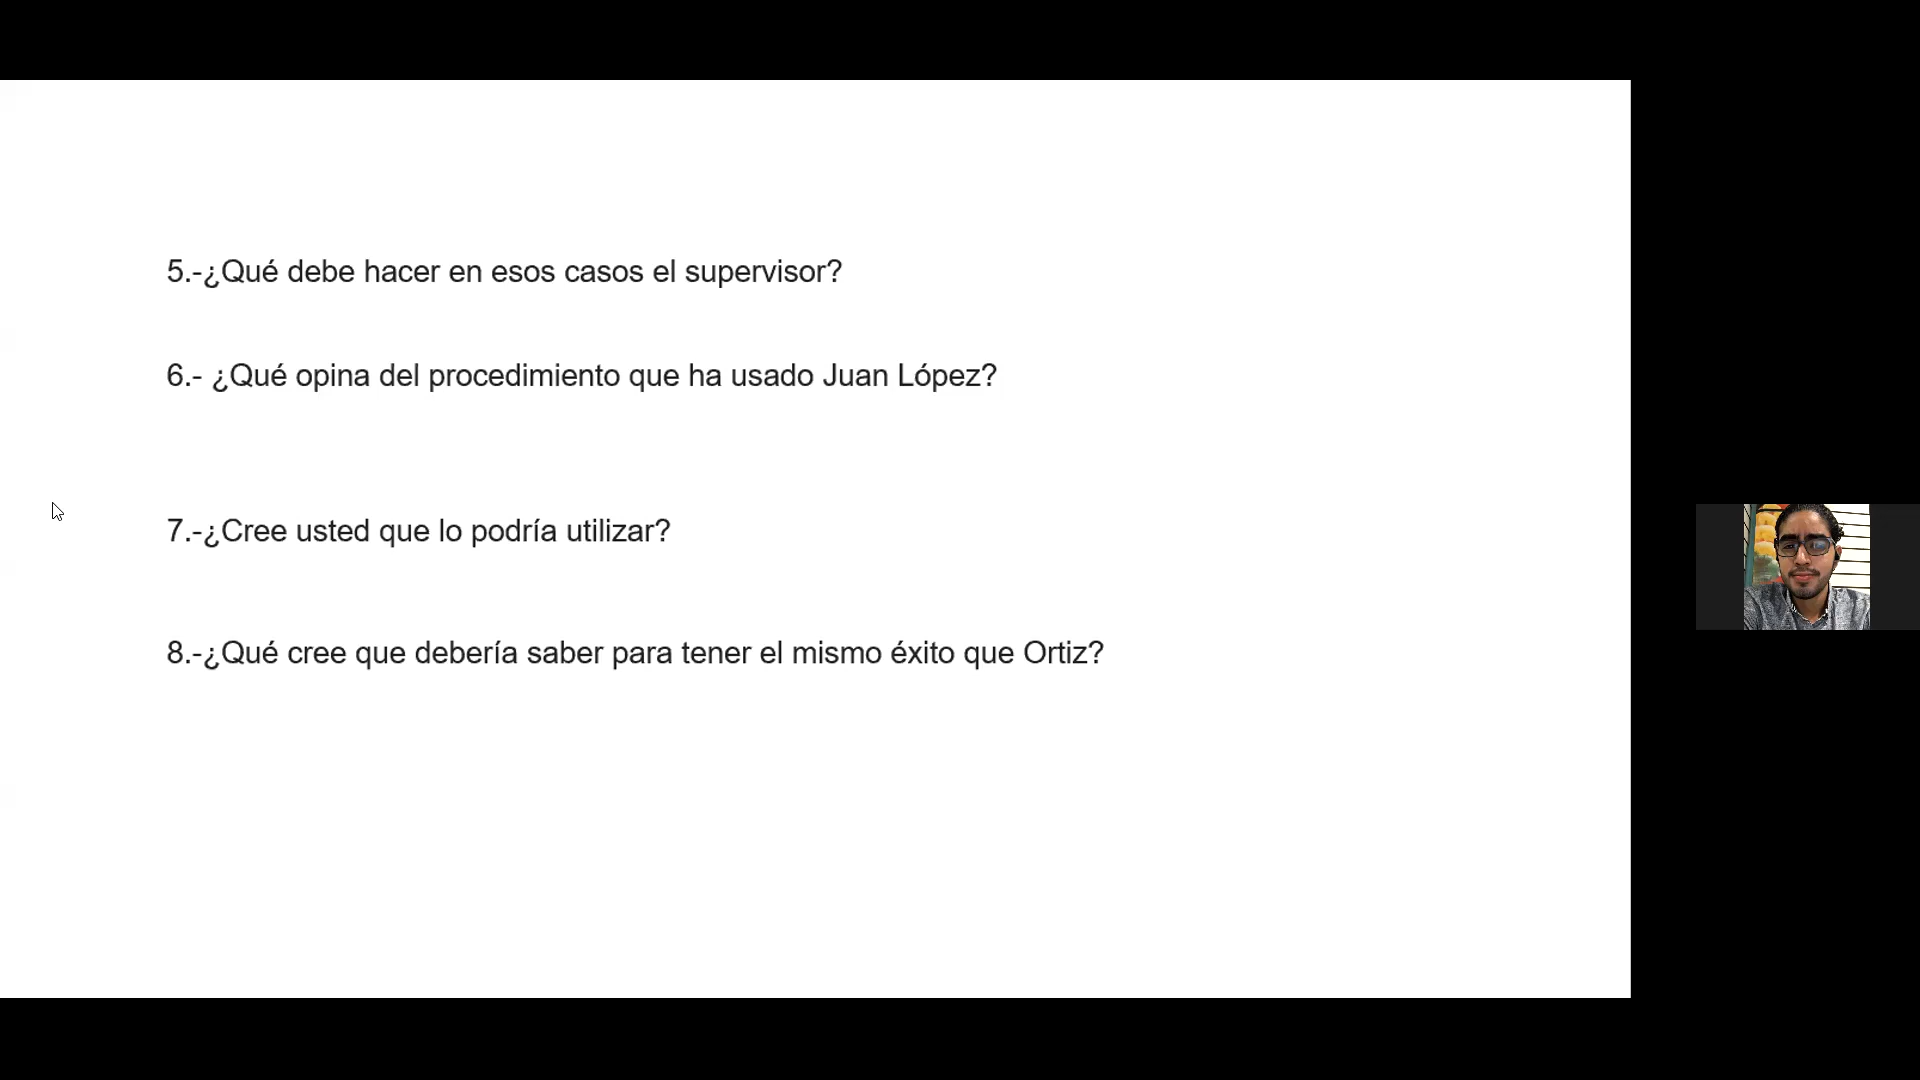 5.-¿Qué debe hacer en esos casos el supervisor?
6.- ¿Qué opina del procedimiento que ha usado Juan López?
7.-¿Cree usted que lo podría utilizar?
8.-¿Qué cree que debería saber para tener el mismo éxito que Ortiz?